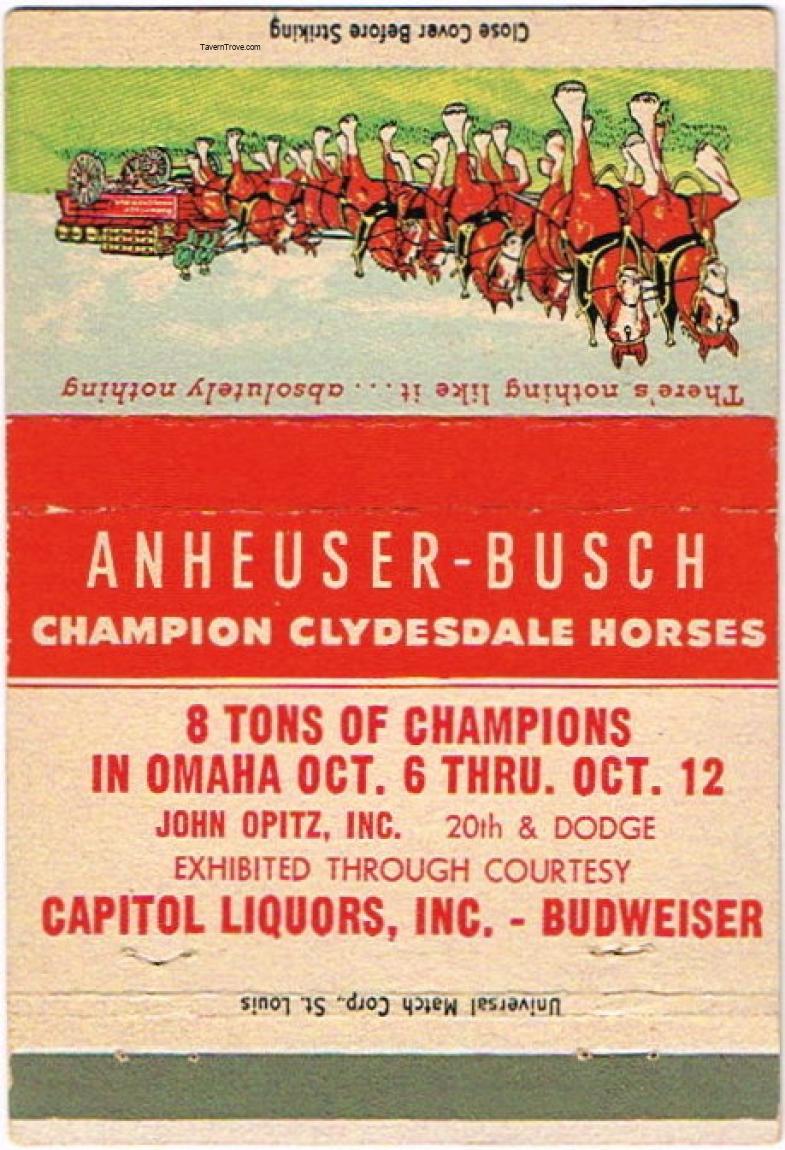 Close Cover Before Striking
TavernTrove.com
There's nothing like it... absolutely nothing
ANHEUSER-BUSCH
CHAMPION CLYDESDALE HORSES
8 TONS OF CHAMPIONS
IN OMAHA OCT. 6 THRU. OCT. 12
JOHN OPITZ, INC. 20th & DODGE
EXHIBITED THROUGH COURTESY
CAPITOL LIQUORS, INC. - BUDWEISER
Universal Match Corp., St. Louis